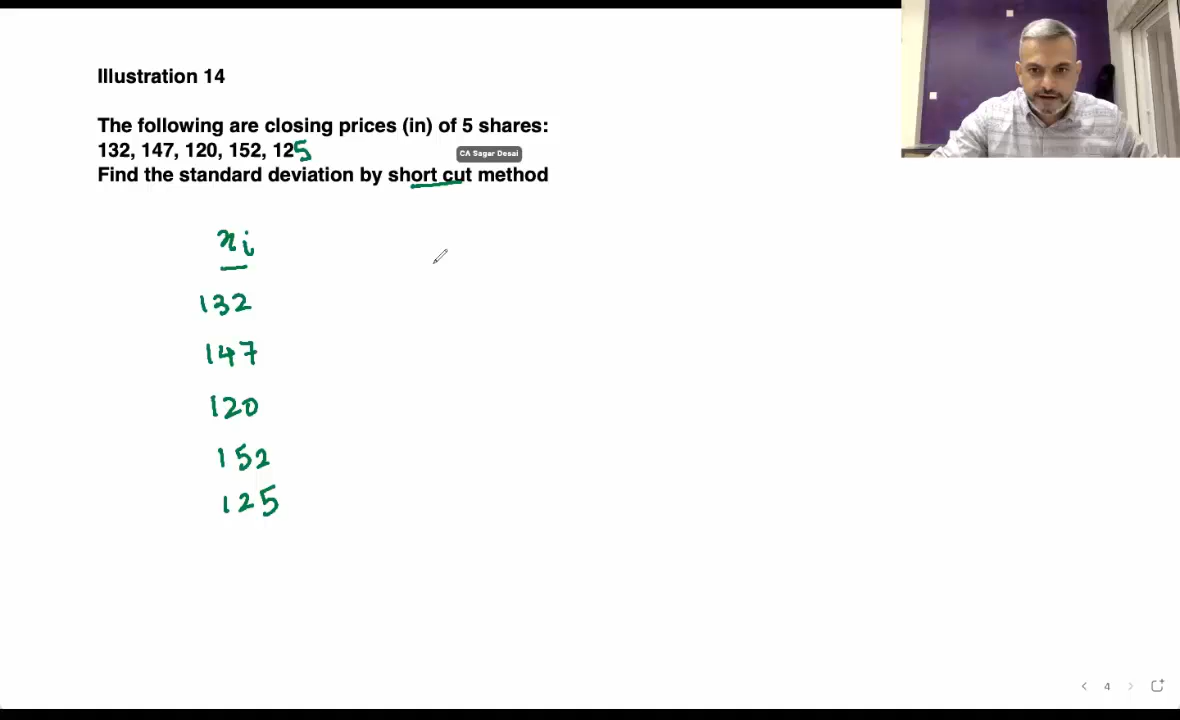 Illustration 14
The following are closing prices (in) of 5 shares:
132, 147, 120, 152, 125
CA Sagar Desai
Find the standard deviation by short cut method
xi
132
147
120
152
125
4